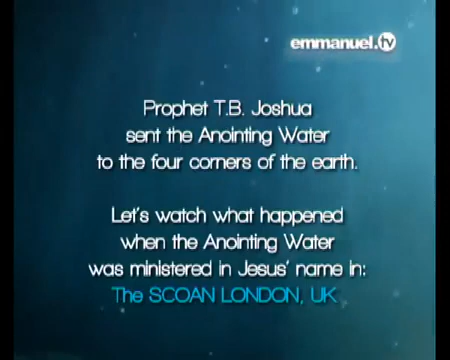 emmanuel.tv
Prophet T.B. Joshua
sent the Anointing Water
to the four corners of the earth.
Let's watch what happened
when the Anointing Water
was ministered in Jesus' name in:
The SCOAN LONDON, UK